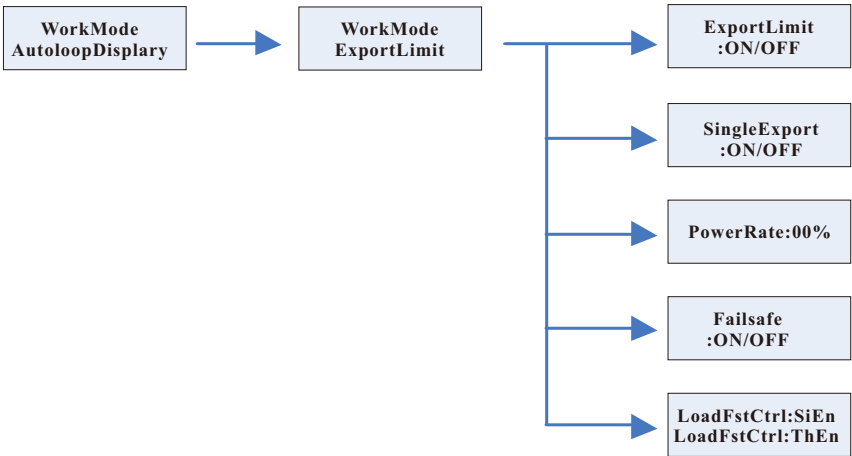 WorkMode
AutoloopDisplary
WorkMode
ExportLimit
ExportLimit
:ON/OFF
SingleExport
:ON/OFF
PowerRate:00%
Failsafe
:ON/OFF
LoadFstCtrl:SiEn
LoadFstCtrl:ThEn